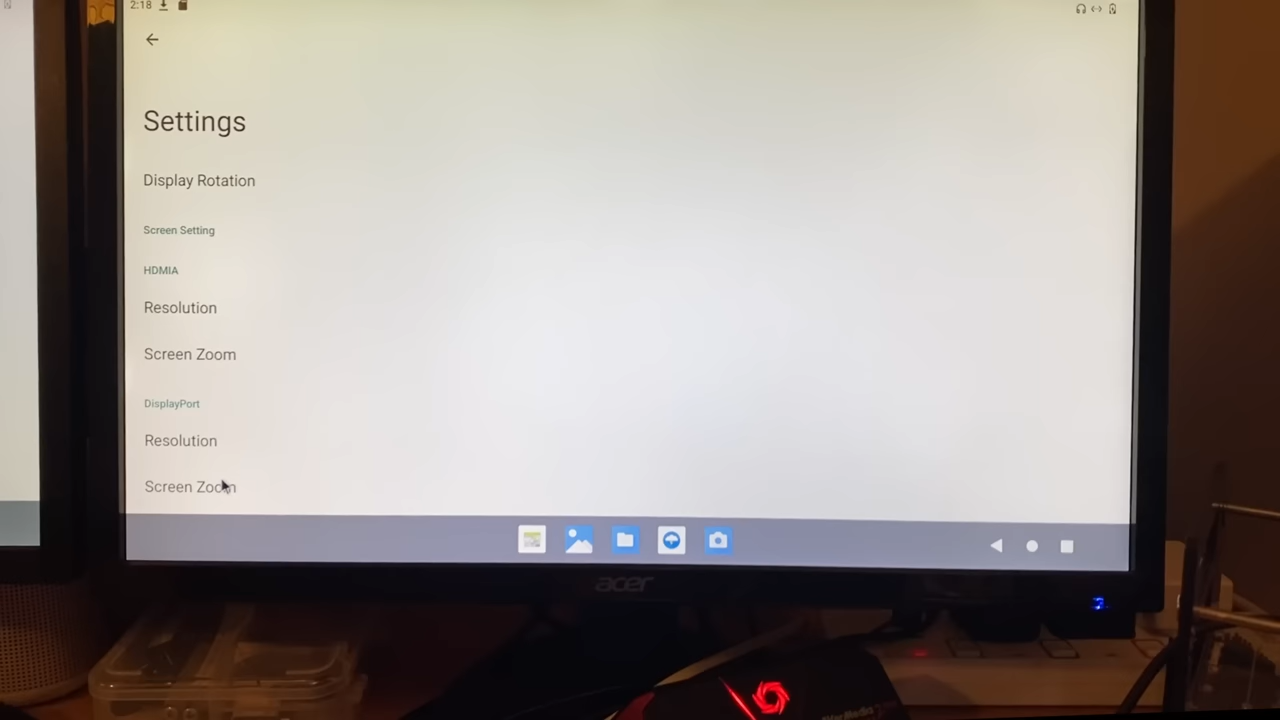 2:18
Settings
Display Rotation
Screen Setting
HDMIA
Resolution
Screen Zoom
DisplayPort
Resolution
Screen Zoom
acer